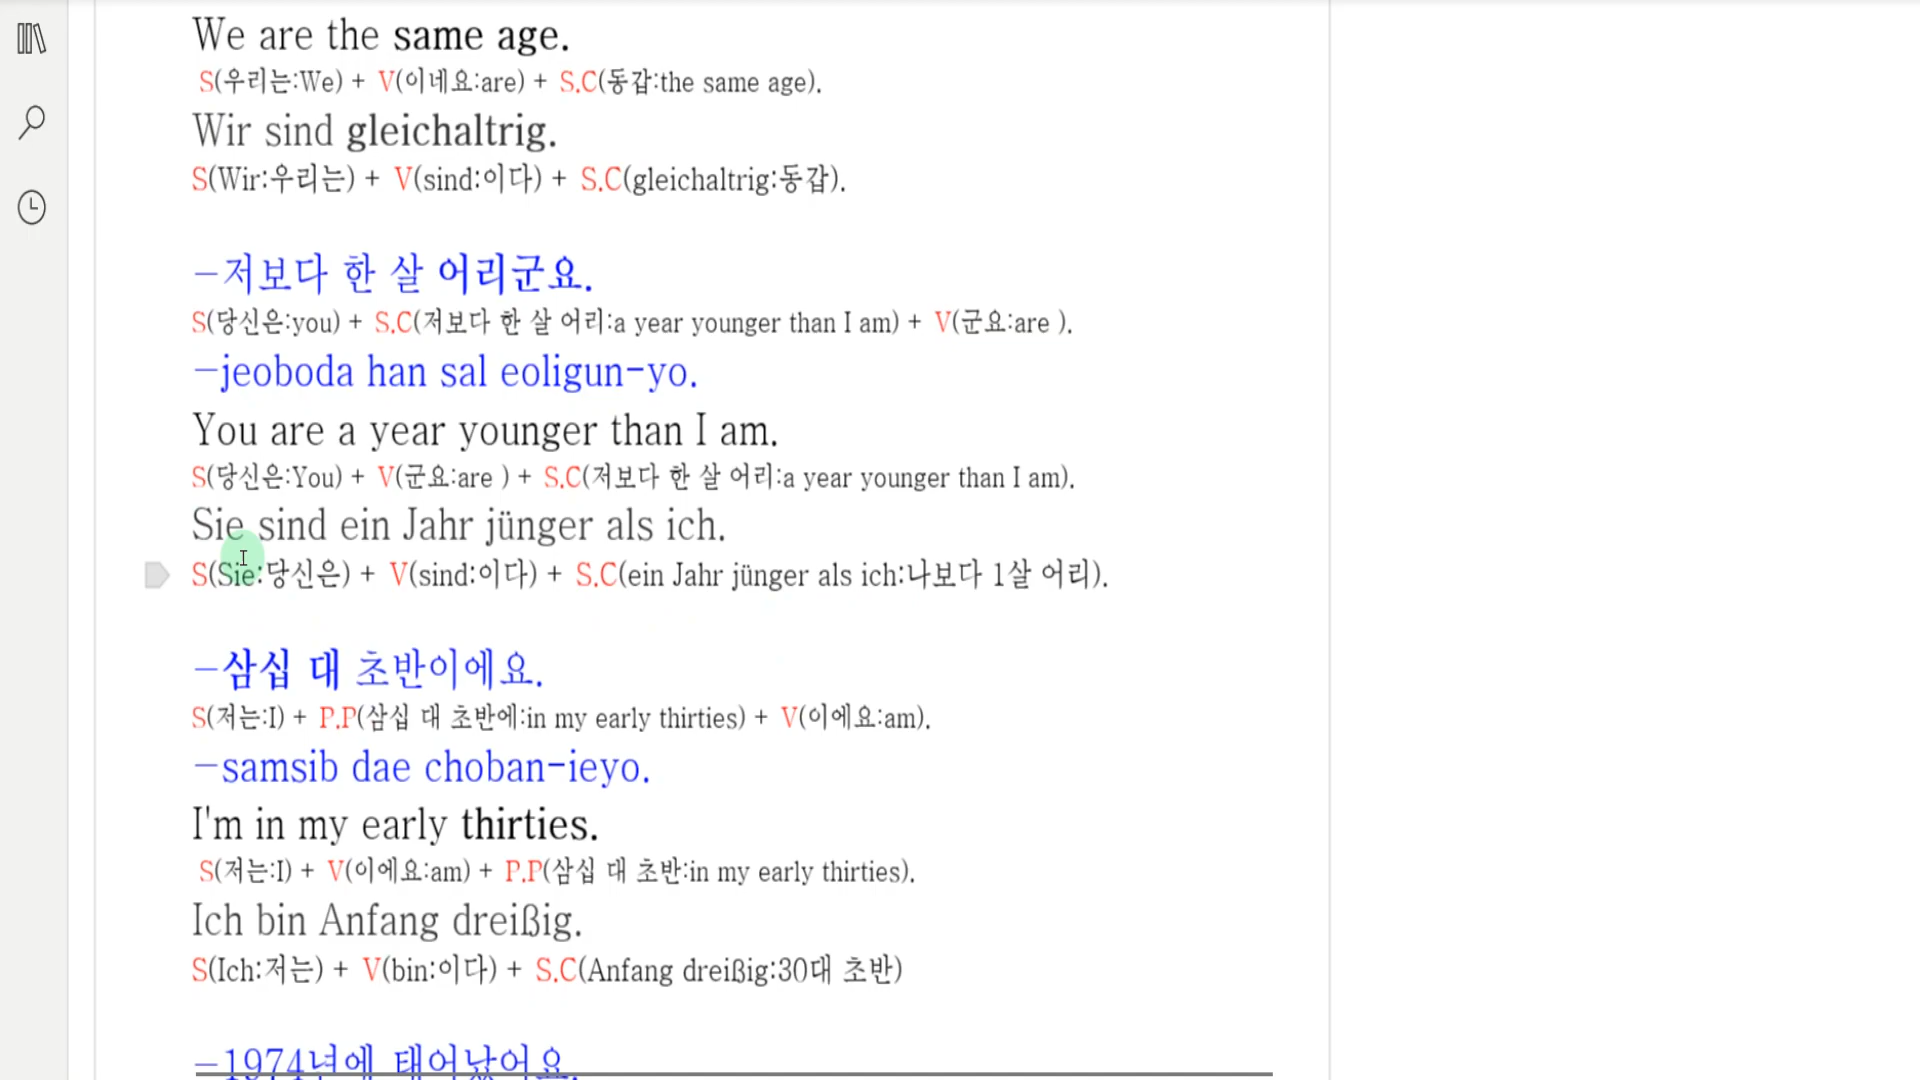 We are the same age.
S(우리는:We) + V(이네요:are) + S.C(동갑:the same age).
Wir sind gleichaltrig.
S(Wir:우리는) + V(sind:이다) + S.C(gleichaltrig:동갑).
-저보다 한 살 어리군요.
S(당신은:you) + S.C(저보다 한 살 어리:a year younger than I am) + V(군요:are ).
-jeoboda han sal eoligun-yo.
You are a year younger than I am.
S(당신은:You) + V(군요:are ) + S.C(저보다 한 살 어리:a year younger than I am).
Sie sind ein Jahr jünger als ich.
S(Sie:당신은) + V(sind:이다) + S.C(ein Jahr jünger als ich:나보다 1살 어리).
-삼십 대 초반이에요.
S(저는:I) + P.P(삼십 대 초반에:in my early thirties) + V(이에요:am).
-samsib dae choban-ieyo.
I'm in my early thirties.
S(저는:I) + V(이에요:am) + P.P(삼십 대 초반:in my early thirties).
Ich bin Anfang dreißig.
S(Ich:저는) + V(bin:이다) + S.C(Anfang dreißig:30대 초반)
-1974년에 태어났어요.